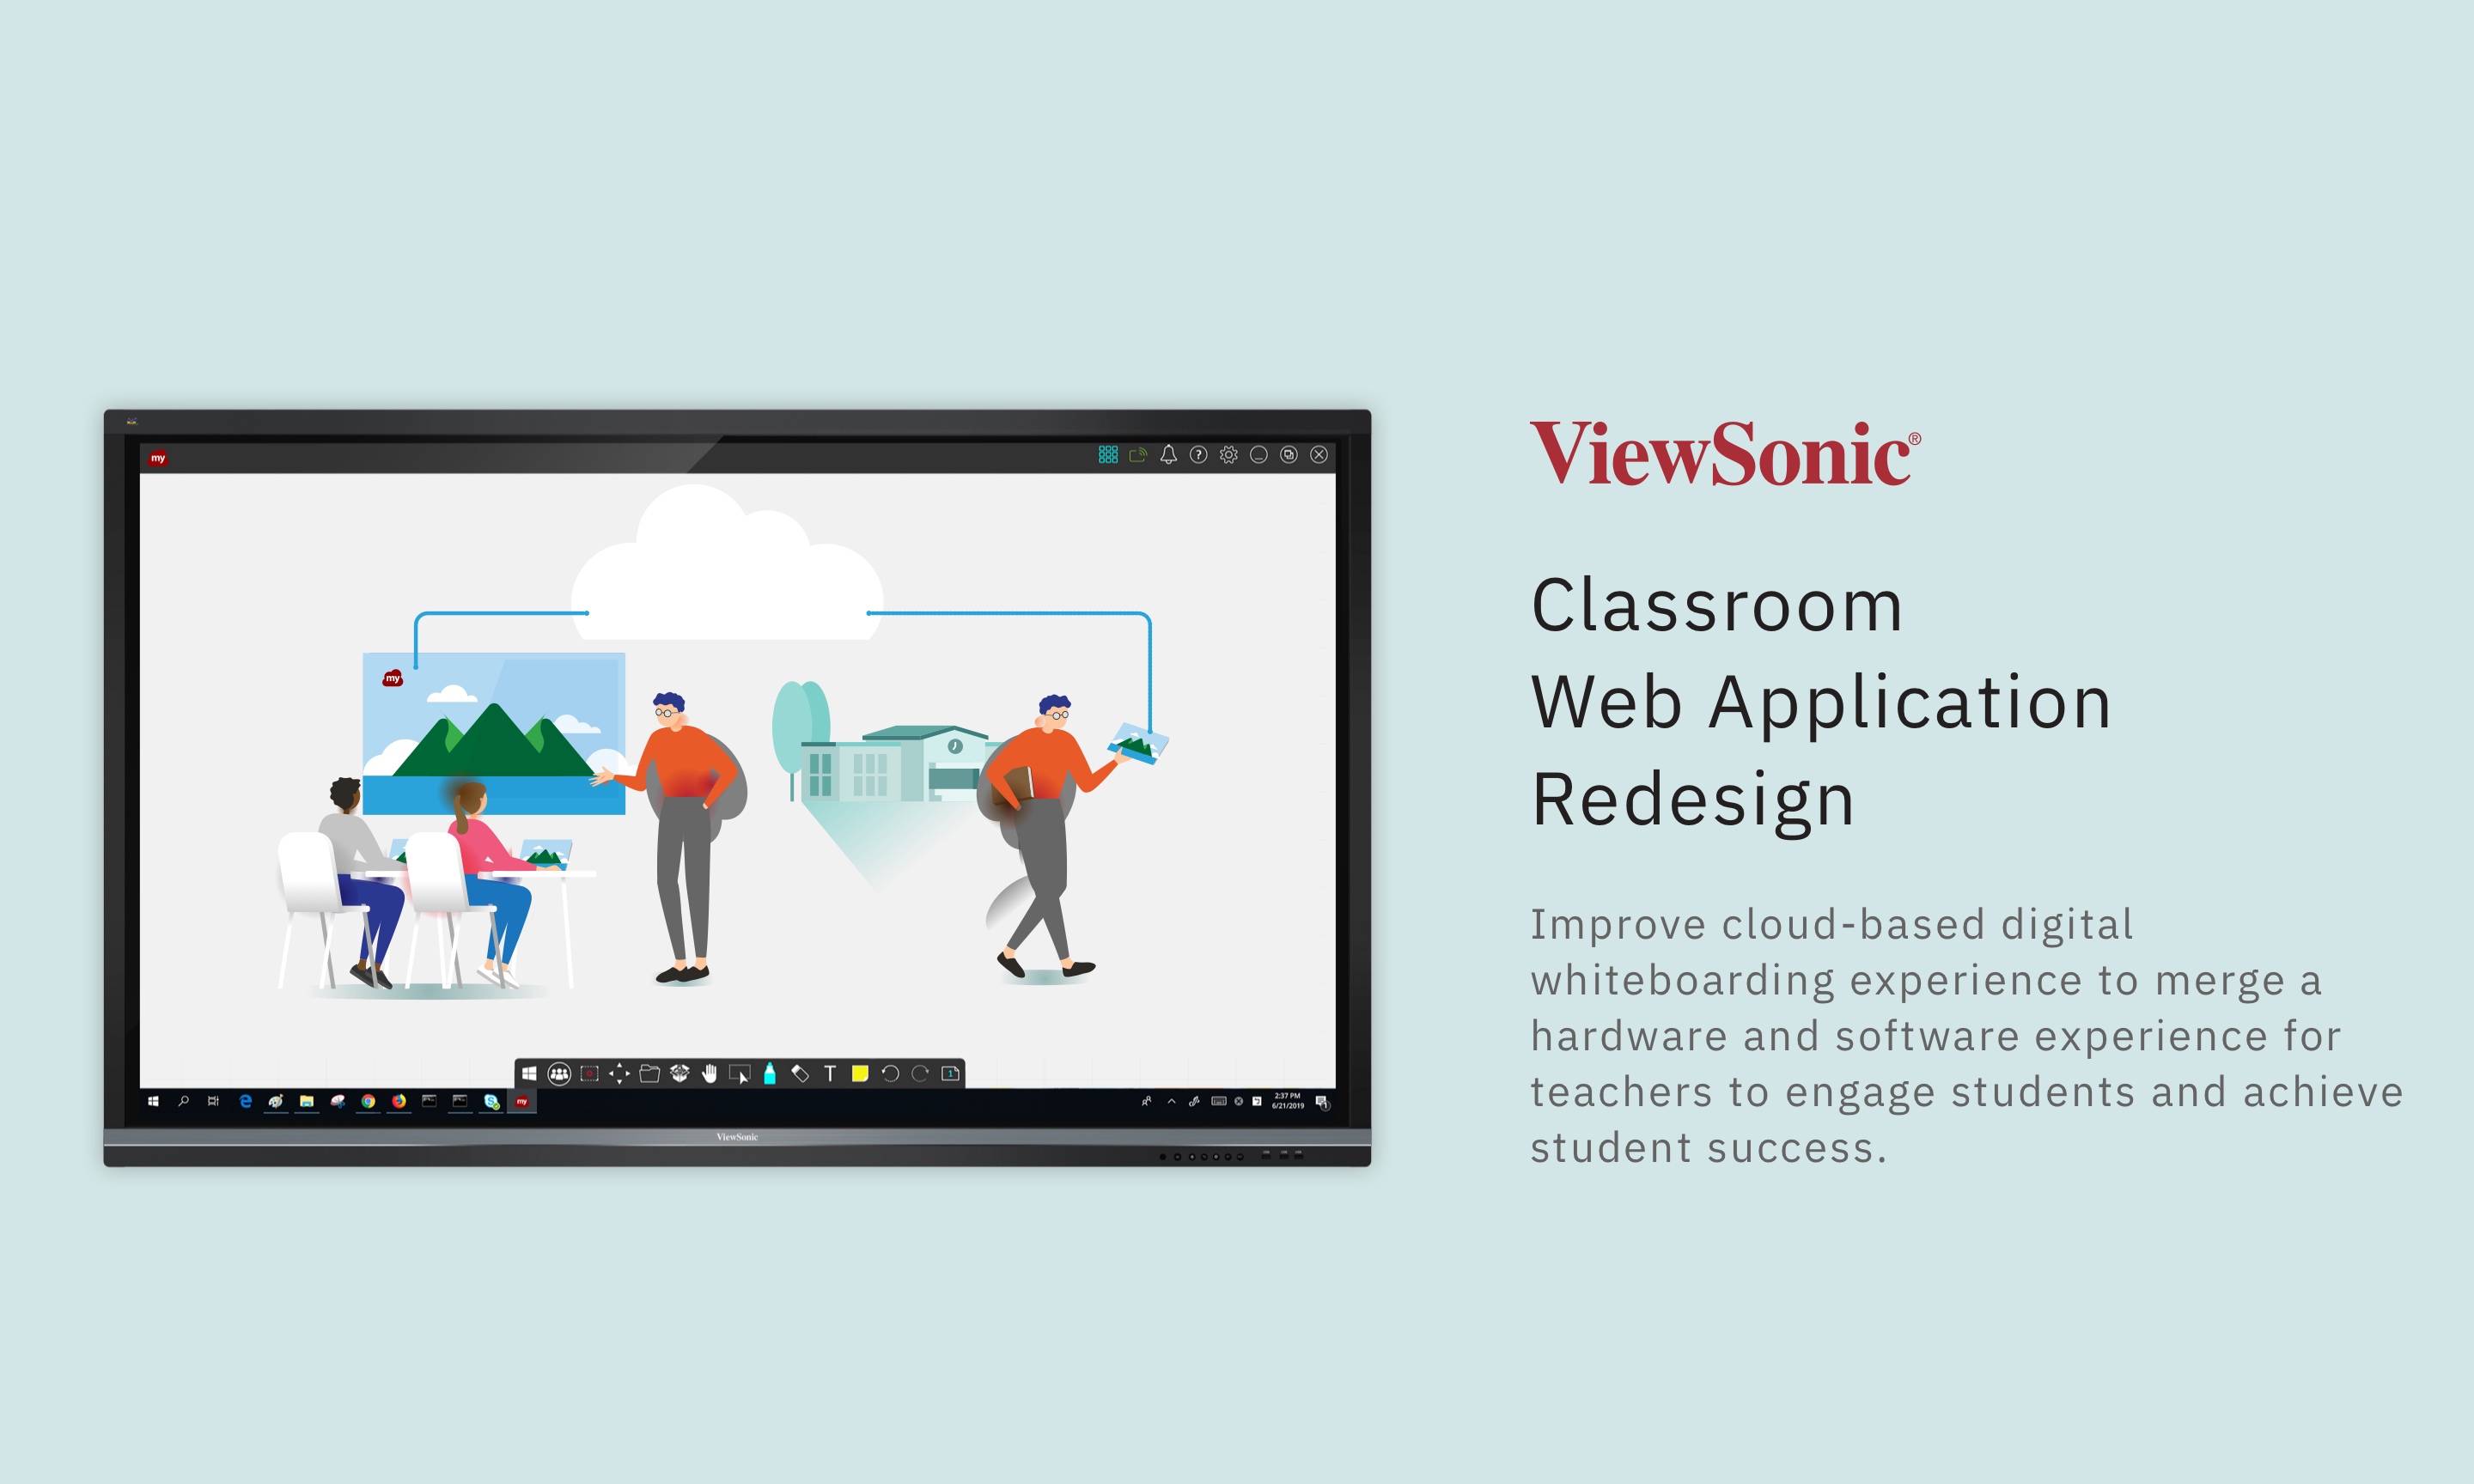 my
?
my
T
1
2:37 PM
6/21/2019
ViewSonic
ViewSonic®
Classroom
Web Application
Redesign
Improve cloud-based digital
whiteboarding experience to merge a
hardware and software experience for
teachers to engage students and achieve
student success.